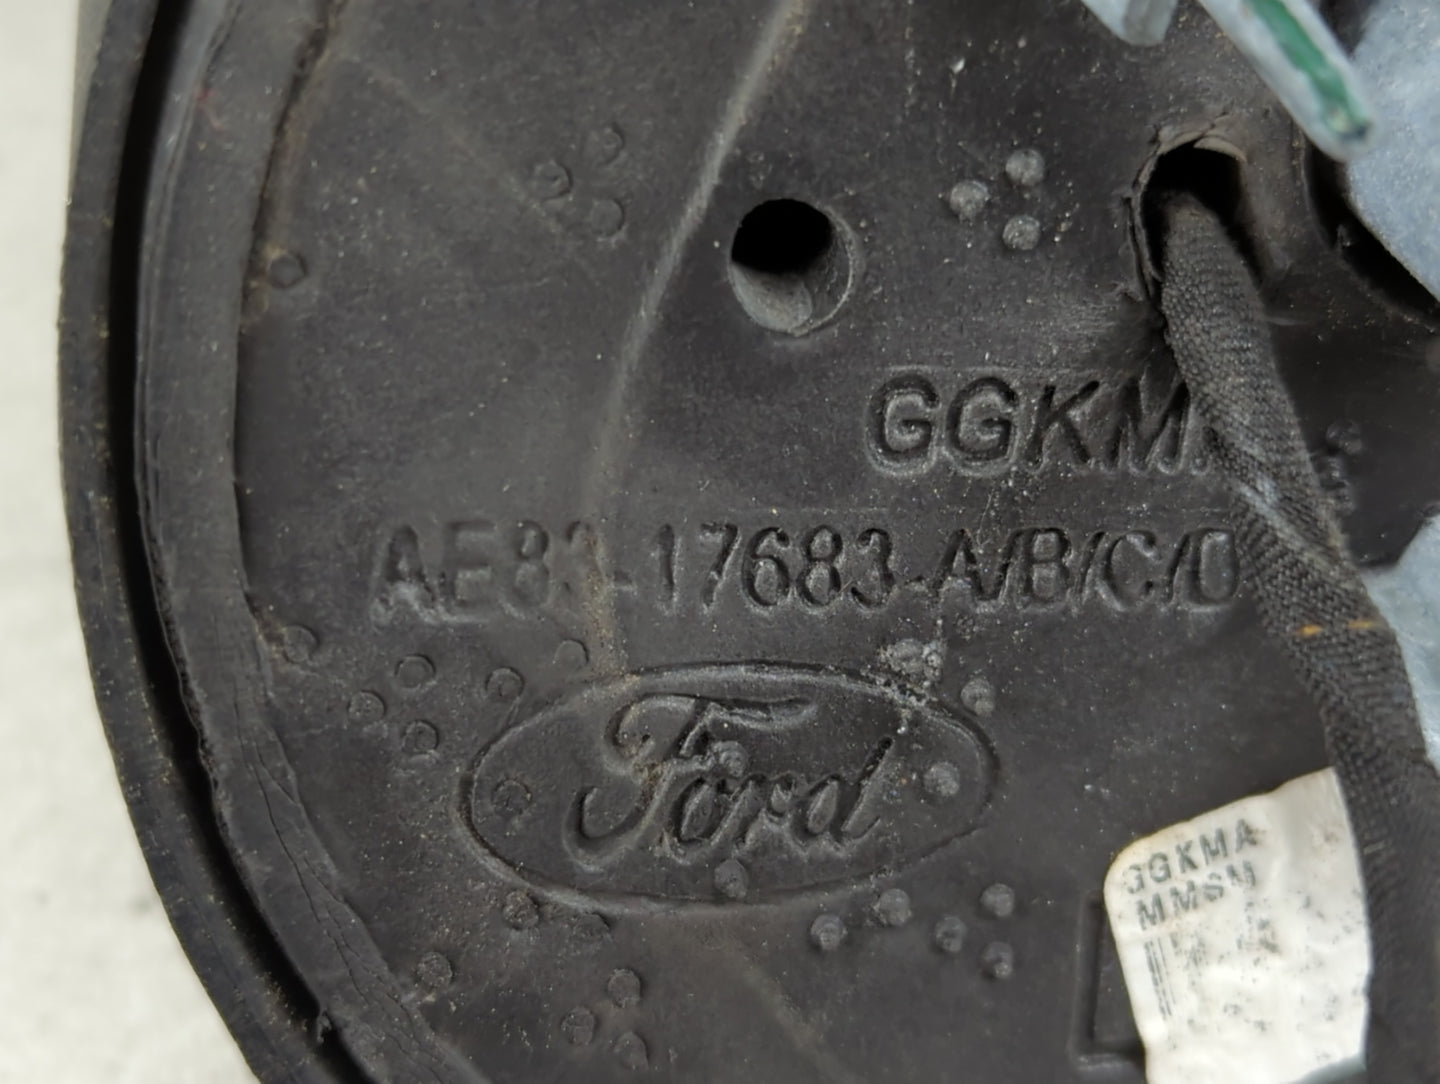 GGKM.
AE83-17683-A/B/C/D
Ford
GGKMA
MMSM